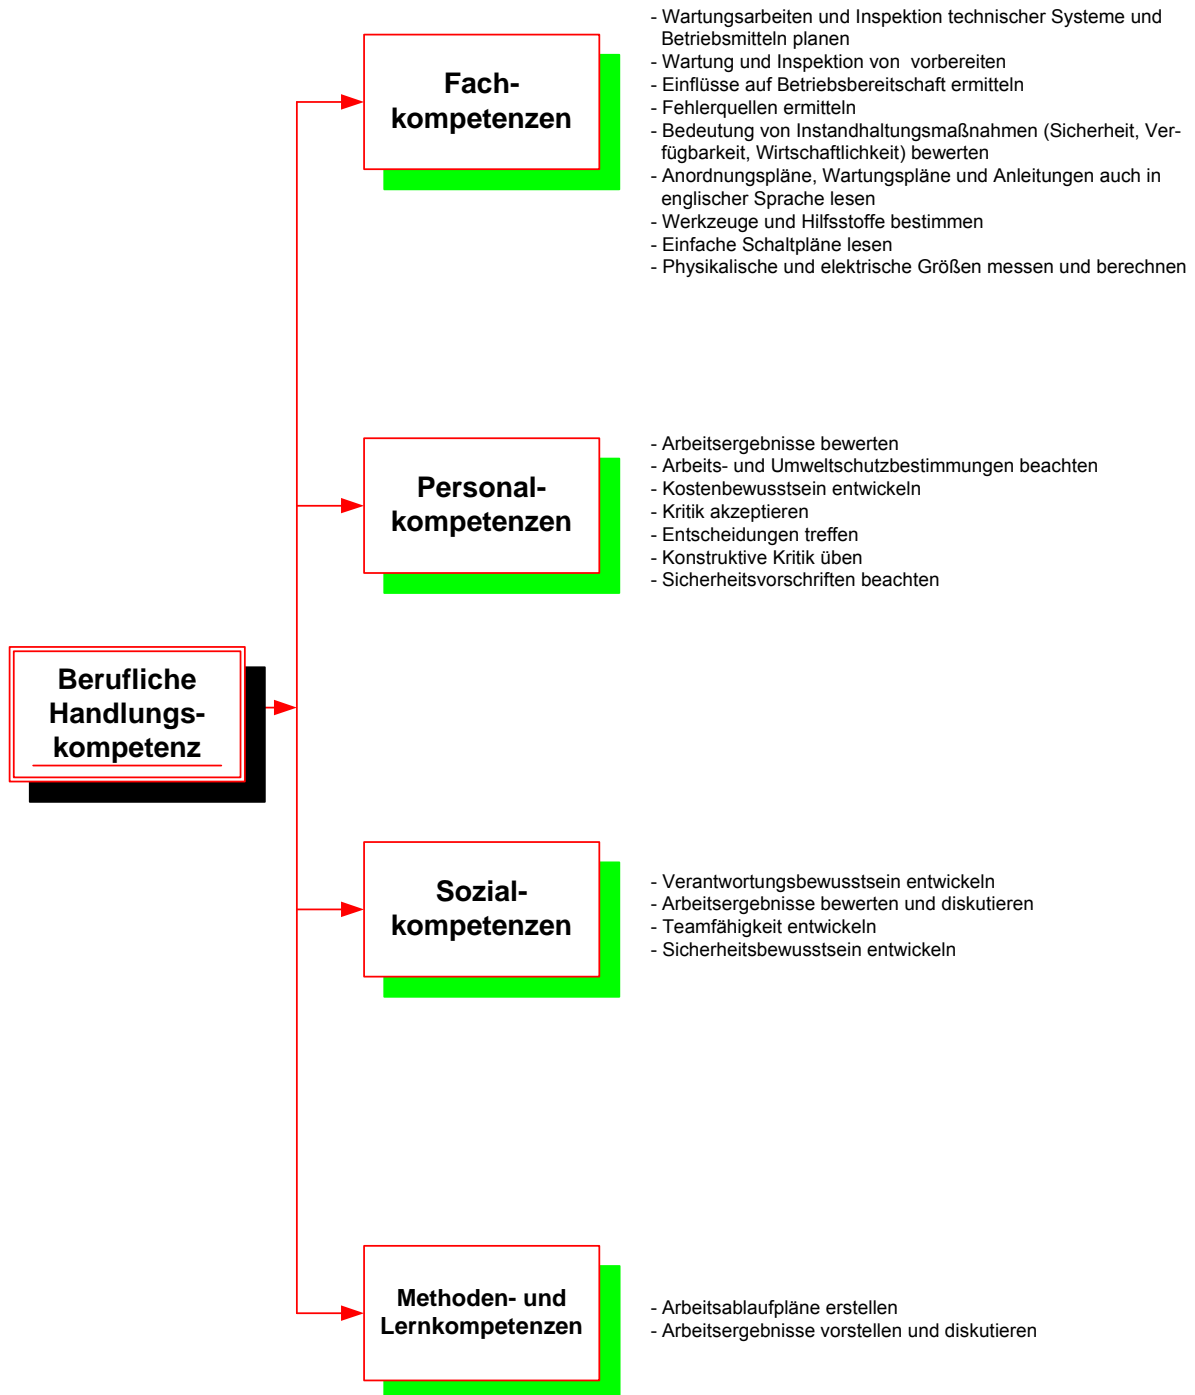 - Wartungsarbeiten und Inspektion technischer Systeme und
Betriebsmitteln planen
- Wartung und Inspektion von  vorbereiten
- Einflüsse auf Betriebsbereitschaft ermitteln
- Fehlerquellen ermitteln
- Bedeutung von Instandhaltungsmaßnahmen (Sicherheit, Ver-
fügbarkeit, Wirtschaftlichkeit) bewerten
- Anordnungspläne, Wartungspläne und Anleitungen auch in
englischer Sprache lesen
- Werkzeuge und Hilfsstoffe bestimmen
- Einfache Schaltpläne lesen
- Physikalische und elektrische Größen messen und berechnen
Fach-
kompetenzen
- Arbeitsergebnisse bewerten
- Arbeits- und Umweltschutzbestimmungen beachten
- Kostenbewusstsein entwickeln
- Kritik akzeptieren
- Entscheidungen treffen
- Konstruktive Kritik üben
- Sicherheitsvorschriften beachten
Personal-
kompetenzen
Berufliche
Handlungs-
kompetenz
Sozial-
kompetenzen
- Verantwortungsbewusstsein entwickeln
- Arbeitsergebnisse bewerten und diskutieren
- Teamfähigkeit entwickeln
- Sicherheitsbewusstsein entwickeln
Methoden- und
Lernkompetenzen
- Arbeitsablaufpläne erstellen
- Arbeitsergebnisse vorstellen und diskutieren